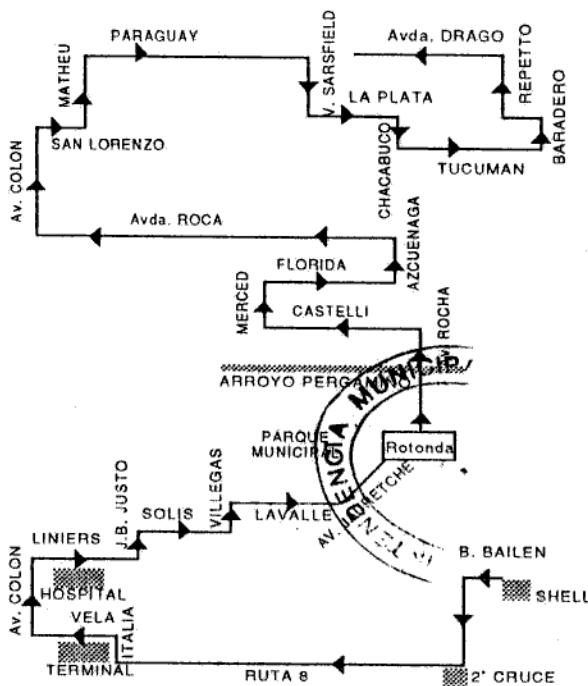 PARAGUAY
MATHEU
V. SARSFIELD
Avda. DRAGO
REPETTO
LA PLATA
BARADERO
SAN LORENZO
CHACABUCO
TUCUMAN
Av. COLON
Avda. ROCA
AZCUENAGA
FLORIDA
MERCED
CASTELLI
ROCHA
ARROYO PERGAMINO
PARQUE
MUNICIPAL
Rotonda
VILLEGAS
J.B. JUSTO
SOLIS
LAVALLE
LINIERS
Av. COLON
HOSPITAL
VELA
ITALIA
TERMINAL
RUTA 8
B. BAILEN
SHELL
2° CRUCE